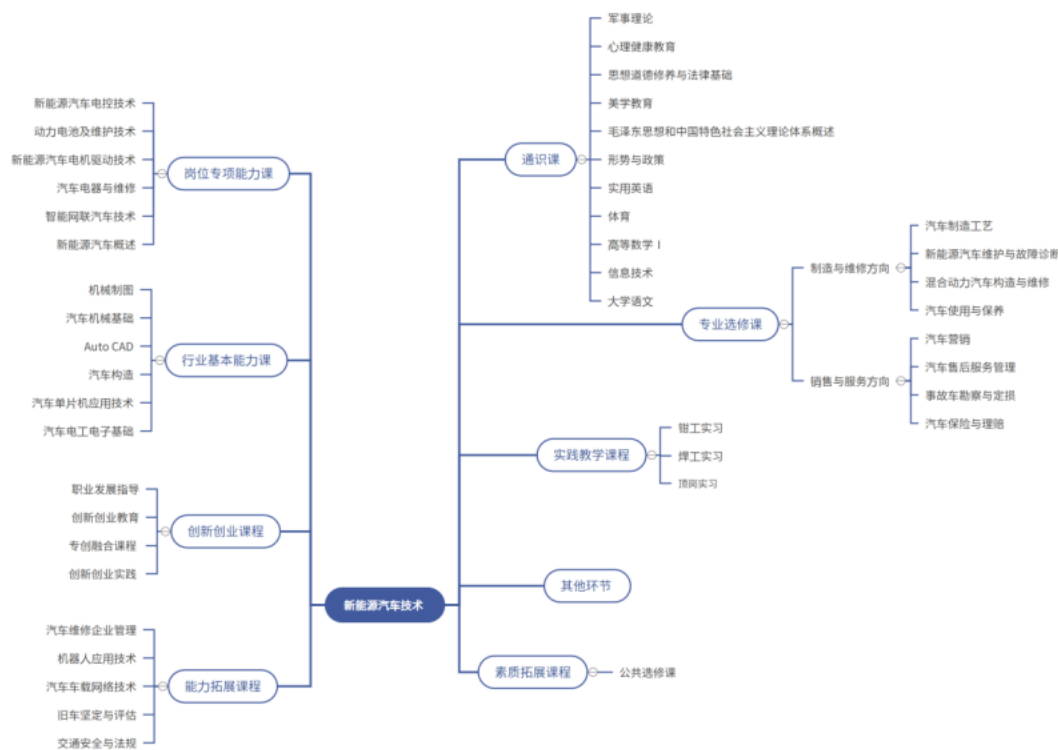 新能源汽车技术
岗位专项能力课
新能源汽车电控技术
动力电池及维护技术
新能源汽车电机驱动技术
汽车电器与维修
智能网联汽车技术
新能源汽车概述
行业基本能力课
机械制图
汽车机械基础
Auto CAD
汽车构造
汽车单片机应用技术
汽车电工电子基础
创新创业课程
职业发展指导
创新创业教育
专创融合课程
创新创业实践
能力拓展课程
汽车维修企业管理
机器人应用技术
汽车车载网络技术
旧车坚定与评估
交通安全与法规
通识课
军事理论
心理健康教育
思想道德修养与法律基础
美学教育
毛泽东思想和中国特色社会主义理论体系概述
形势与政策
实用英语
体育
高等数学 I
信息技术
大学语文
专业选修课
制造与维修方向
汽车制造工艺
新能源汽车维护与故障诊断
混合动力汽车构造与维修
汽车使用与保养
销售与服务方向
汽车营销
汽车售后服务管理
事故车勘察与定损
汽车保险与理赔
实践教学课程
钳工实习
焊工实习
顶岗实习
其他环节
素质拓展课程
公共选修课